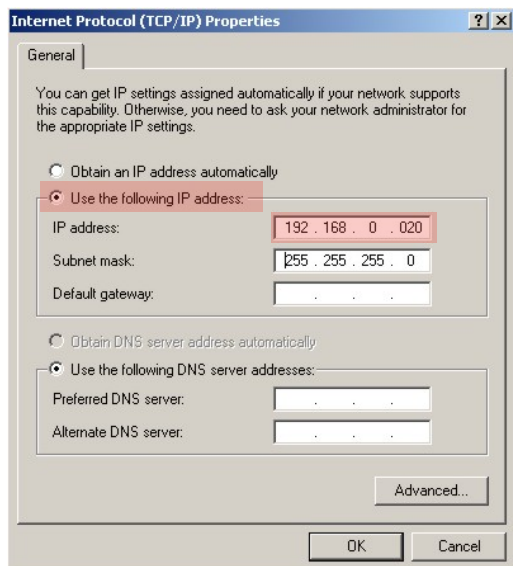 Internet Protocol (TCP/IP) Properties
General
You can get IP settings assigned automatically if your network supports
this capability. Otherwise, you need to ask your network administrator for
the appropriate IP settings.
Obtain an IP address automatically
Use the following IP address:
IP address: 192 . 168 . 0 . 020
Subnet mask: 255 . 255 . 255 . 0
Default gateway: . . .
Obtain DNS server address automatically
Use the following DNS server addresses:
Preferred DNS server: . . .
Alternate DNS server: . . .
Advanced...
OK Cancel